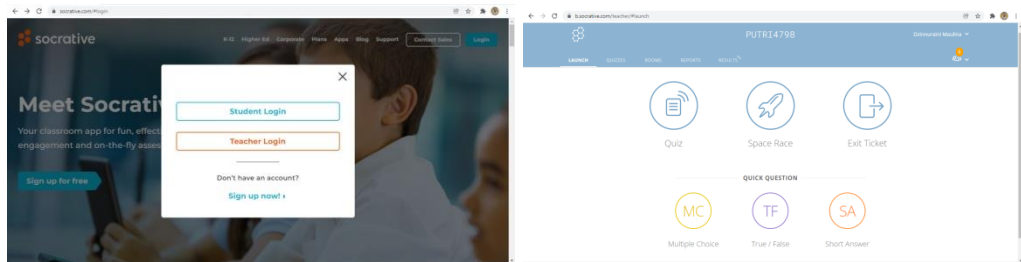 socrative.com/#login
socrative
K-12 Higher Ed Corporate Plans Apps Blog Support Contact Sales Login
Meet Socrati
Your classroom app for fun, effect
engagement and on-the-fly asses
Sign up for free
Student Login
Teacher Login
Don't have an account?
Sign up now! ›
b.socrative.com/teacher/#launch
PUTRI4798
LAUNCH QUIZZES ROOMS REPORTS RESULTS
Quiz Space Race Exit Ticket
QUICK QUESTION
MC TF SA
Multiple Choice True / False Short Answer